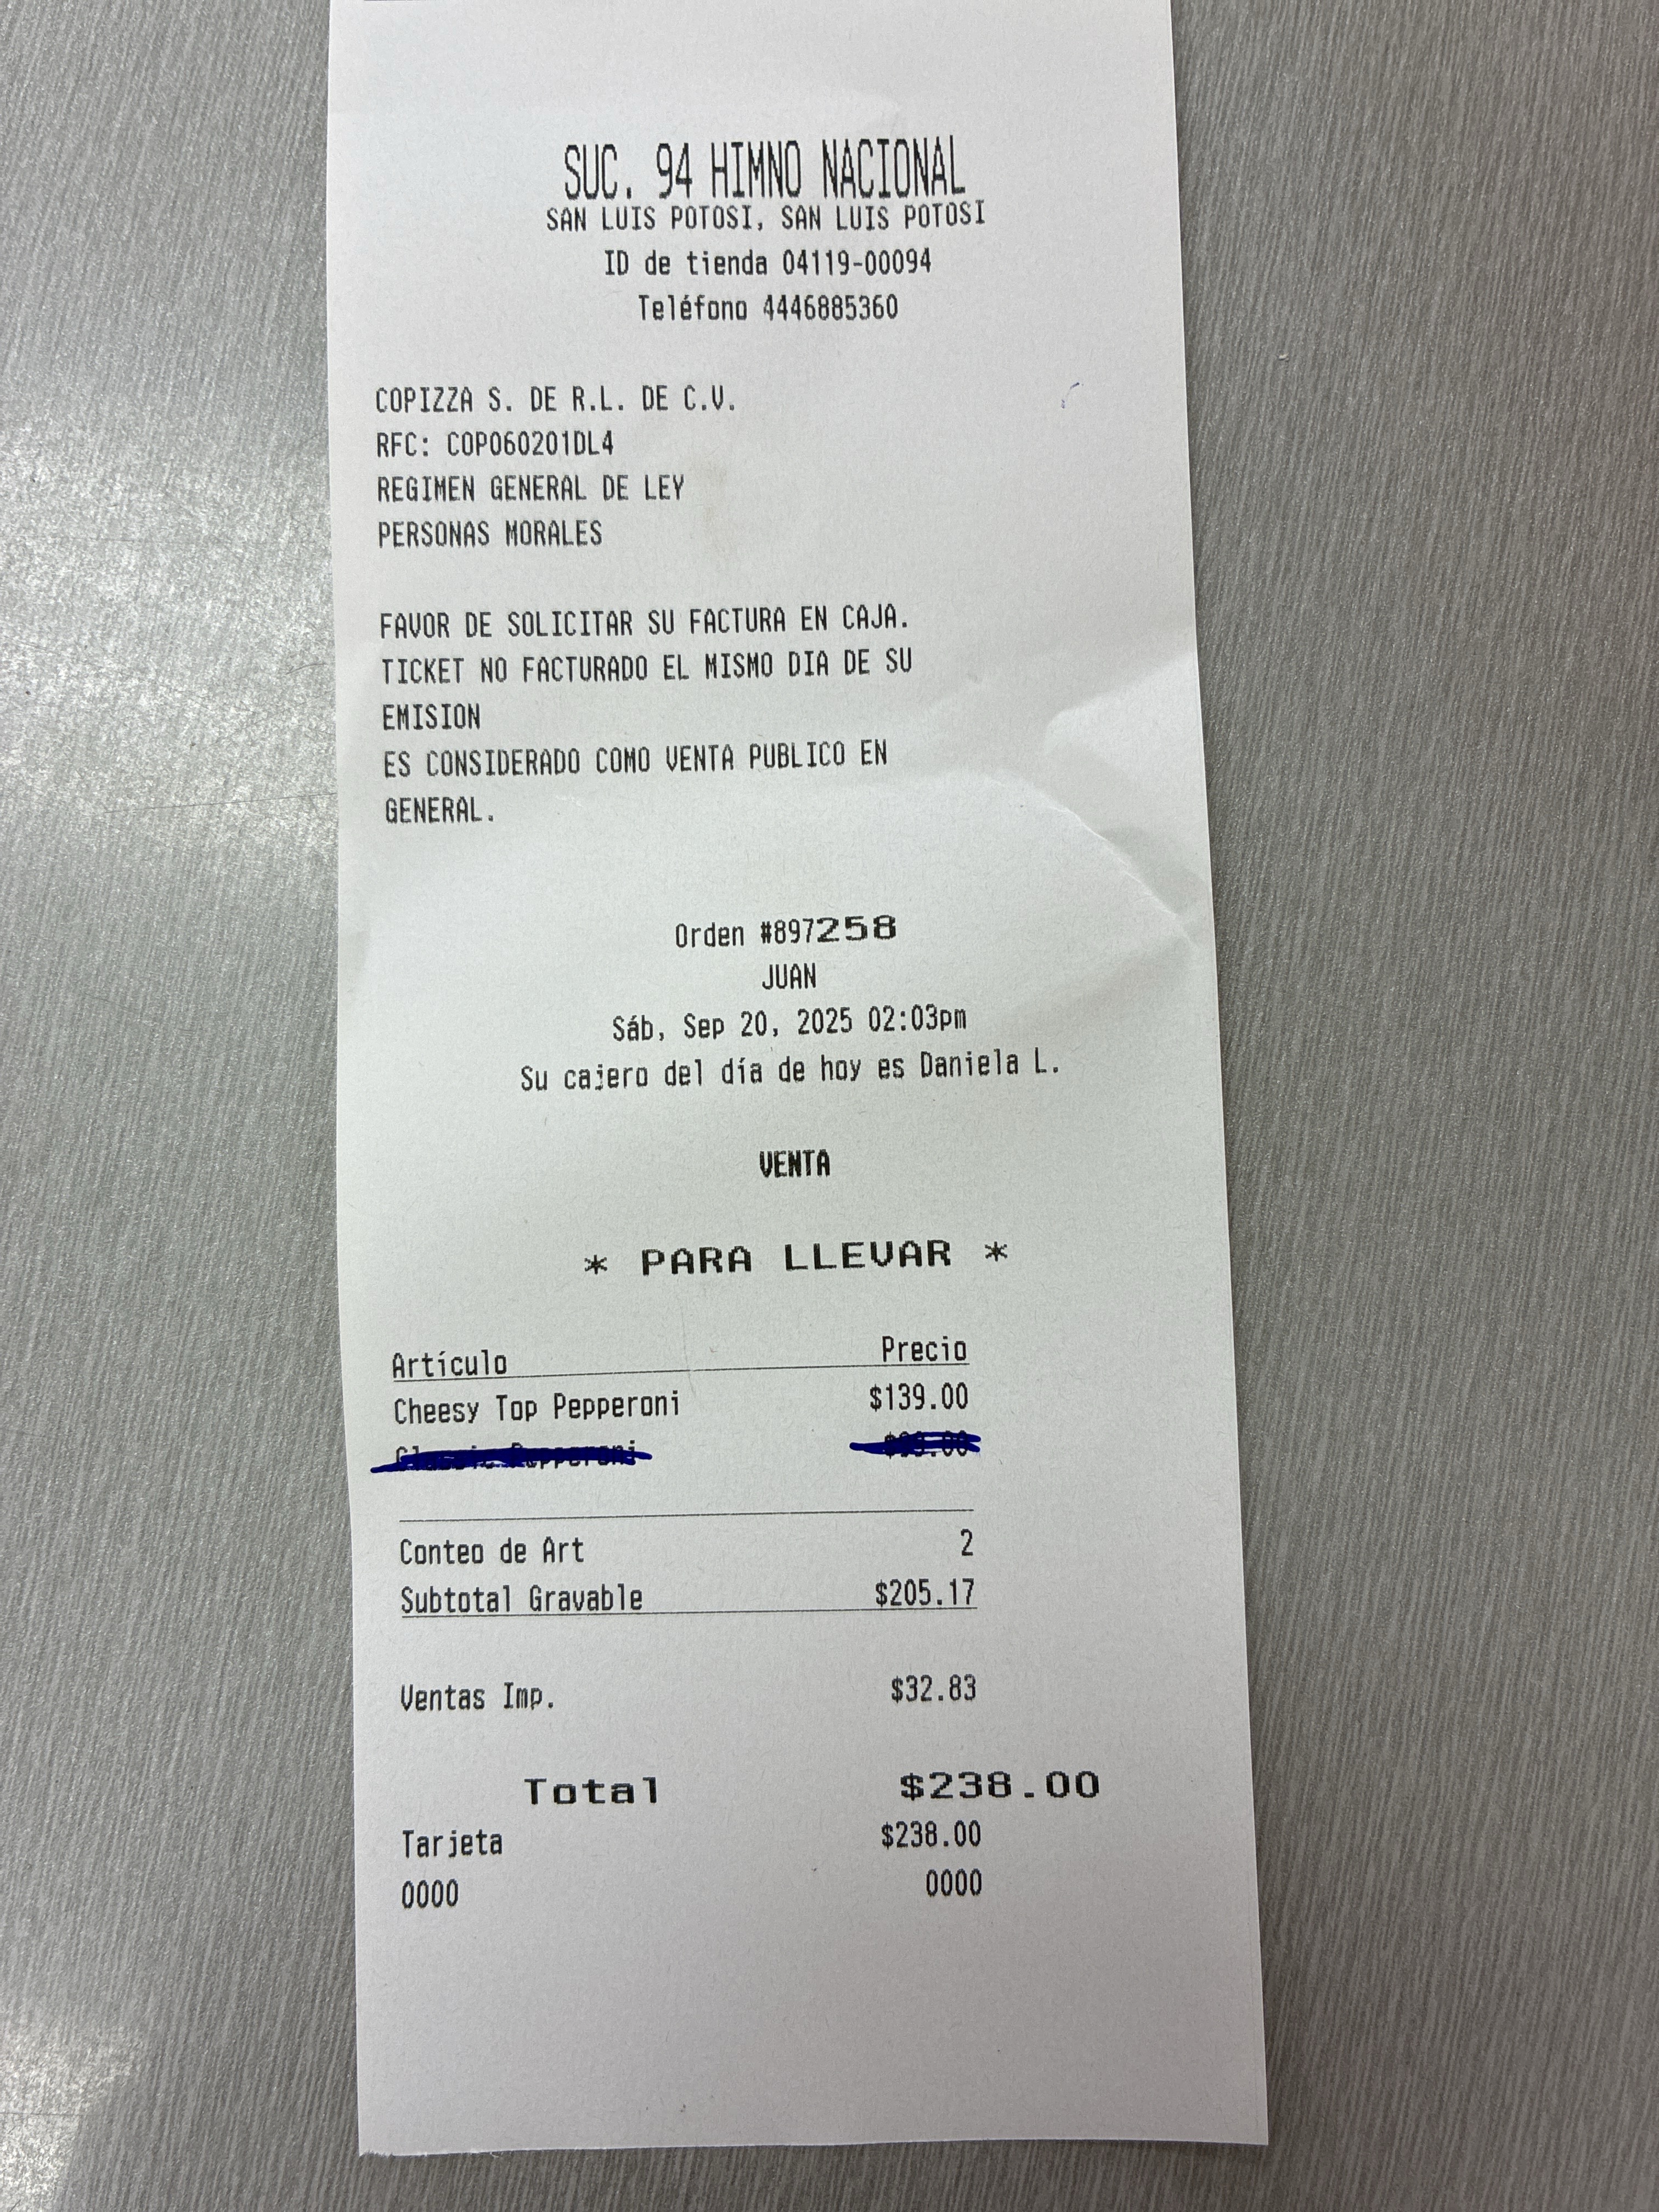 SUC. 94 HIMNO NACIONAL
SAN LUIS POTOSI, SAN LUIS POTOSI
ID de tienda 04119-00094
Teléfono 4446885360
COPIZZA S. DE R.L. DE C.V.
RFC: COP060201DL4
REGIMEN GENERAL DE LEY
PERSONAS MORALES
FAVOR DE SOLICITAR SU FACTURA EN CAJA.
TICKET NO FACTURADO EL MISMO DIA DE SU
EMISION
ES CONSIDERADO COMO VENTA PUBLICO EN
GENERAL.
Orden #897258
JUAN
Sáb, Sep 20, 2025 02:03pm
Su cajero del día de hoy es Daniela L.
VENTA
* PARA LLEVAR *
Artículo Precio
Cheesy Top Pepperoni $139.00
Conteo de Art 2
Subtotal Gravable $205.17
Ventas Imp. $32.83
Total $238.00
Tarjeta $238.00
0000 0000